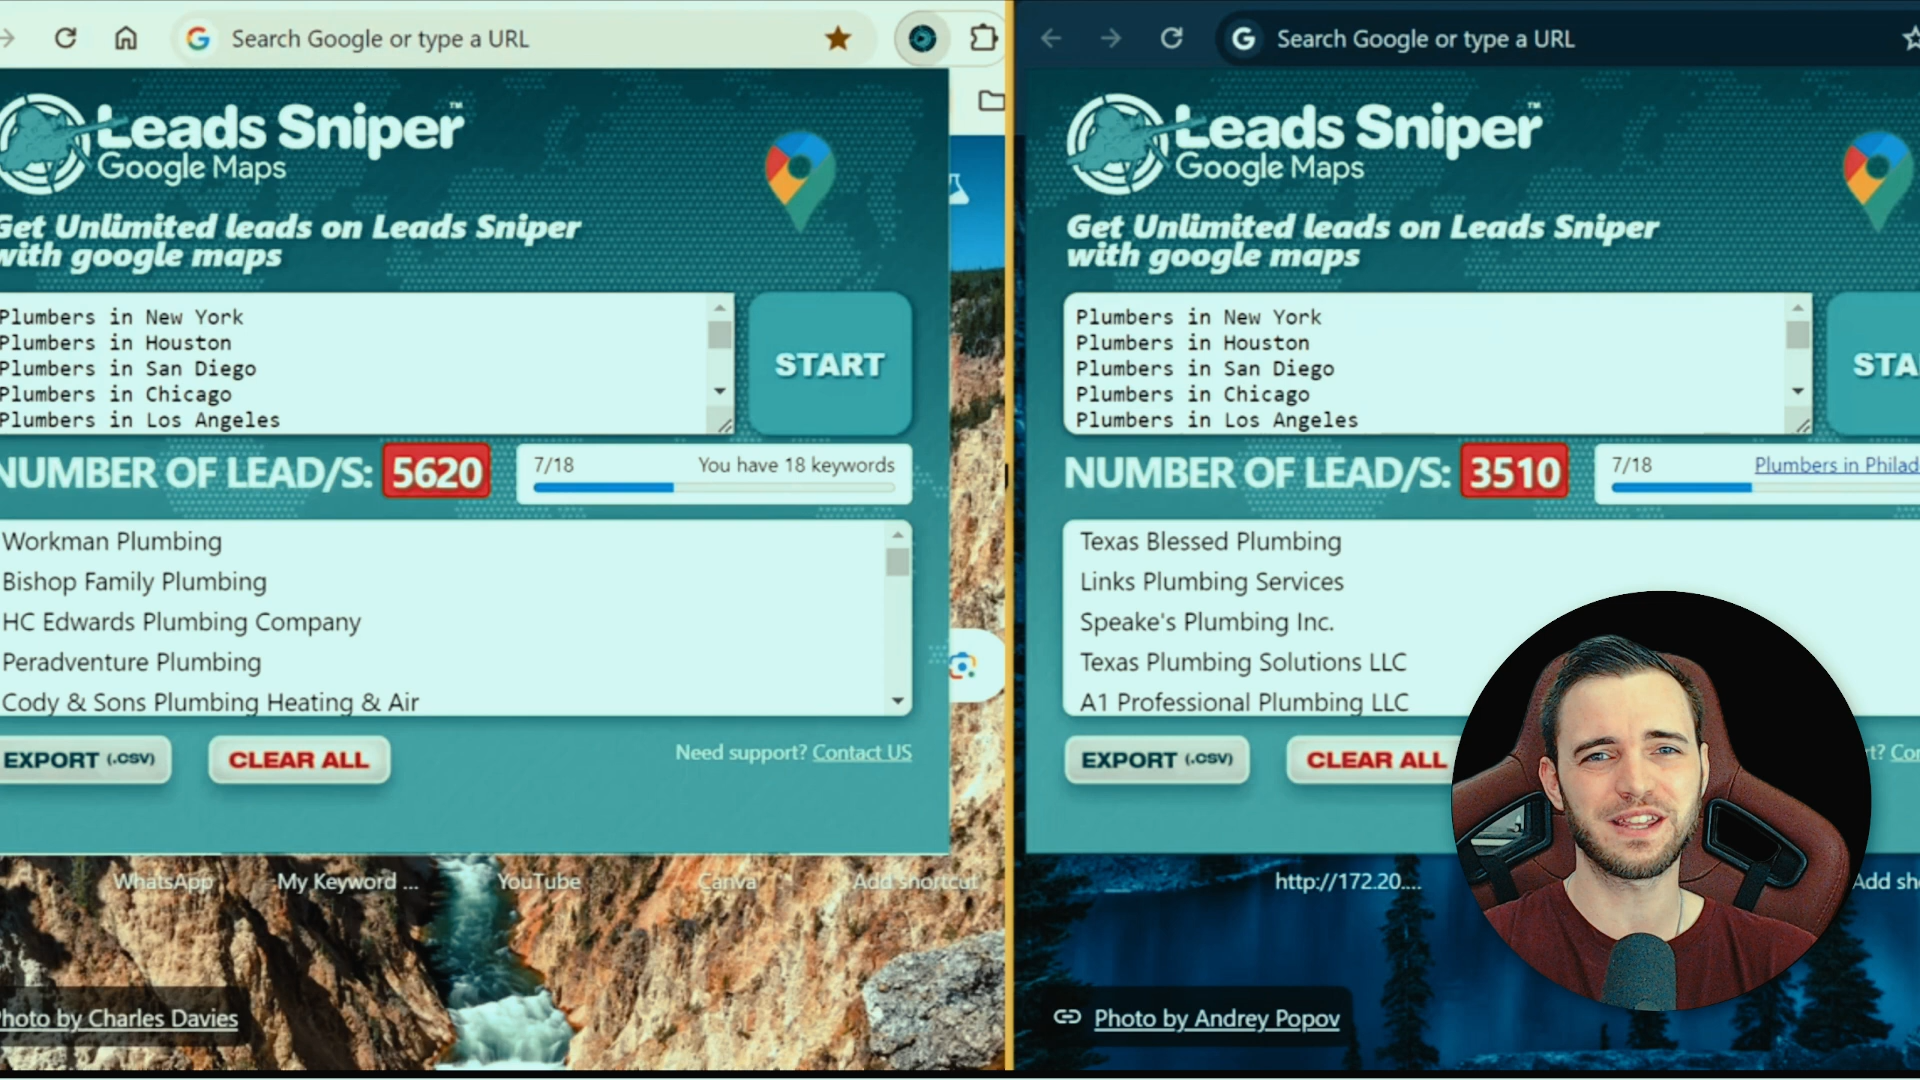 Search Google or type a URL
Leads Sniper™
Google Maps
Get Unlimited leads on Leads Sniper
with google maps
Plumbers in New York
Plumbers in Houston
Plumbers in San Diego
Plumbers in Chicago
Plumbers in Los Angeles
START
NUMBER OF LEAD/S: 5620
7/18 You have 18 keywords
Workman Plumbing
Bishop Family Plumbing
HC Edwards Plumbing Company
Peradventure Plumbing
Cody & Sons Plumbing Heating & Air
EXPORT (.CSV)
CLEAR ALL
Need support? Contact US
WhatsApp
My Keyword ...
YouTube
Canva
Add shortcut
hoto by Charles Davies
Search Google or type a URL
Leads Sniper™
Google Maps
Get Unlimited leads on Leads Sniper
with google maps
Plumbers in New York
Plumbers in Houston
Plumbers in San Diego
Plumbers in Chicago
Plumbers in Los Angeles
STA
NUMBER OF LEAD/S: 3510
7/18 Plumbers in Philad
Texas Blessed Plumbing
Links Plumbing Services
Speake's Plumbing Inc.
Texas Plumbing Solutions LLC
A1 Professional Plumbing LLC
EXPORT (.CSV)
CLEAR ALL
t? Con
http://172.20....
Add sho
Photo by Andrey Popov